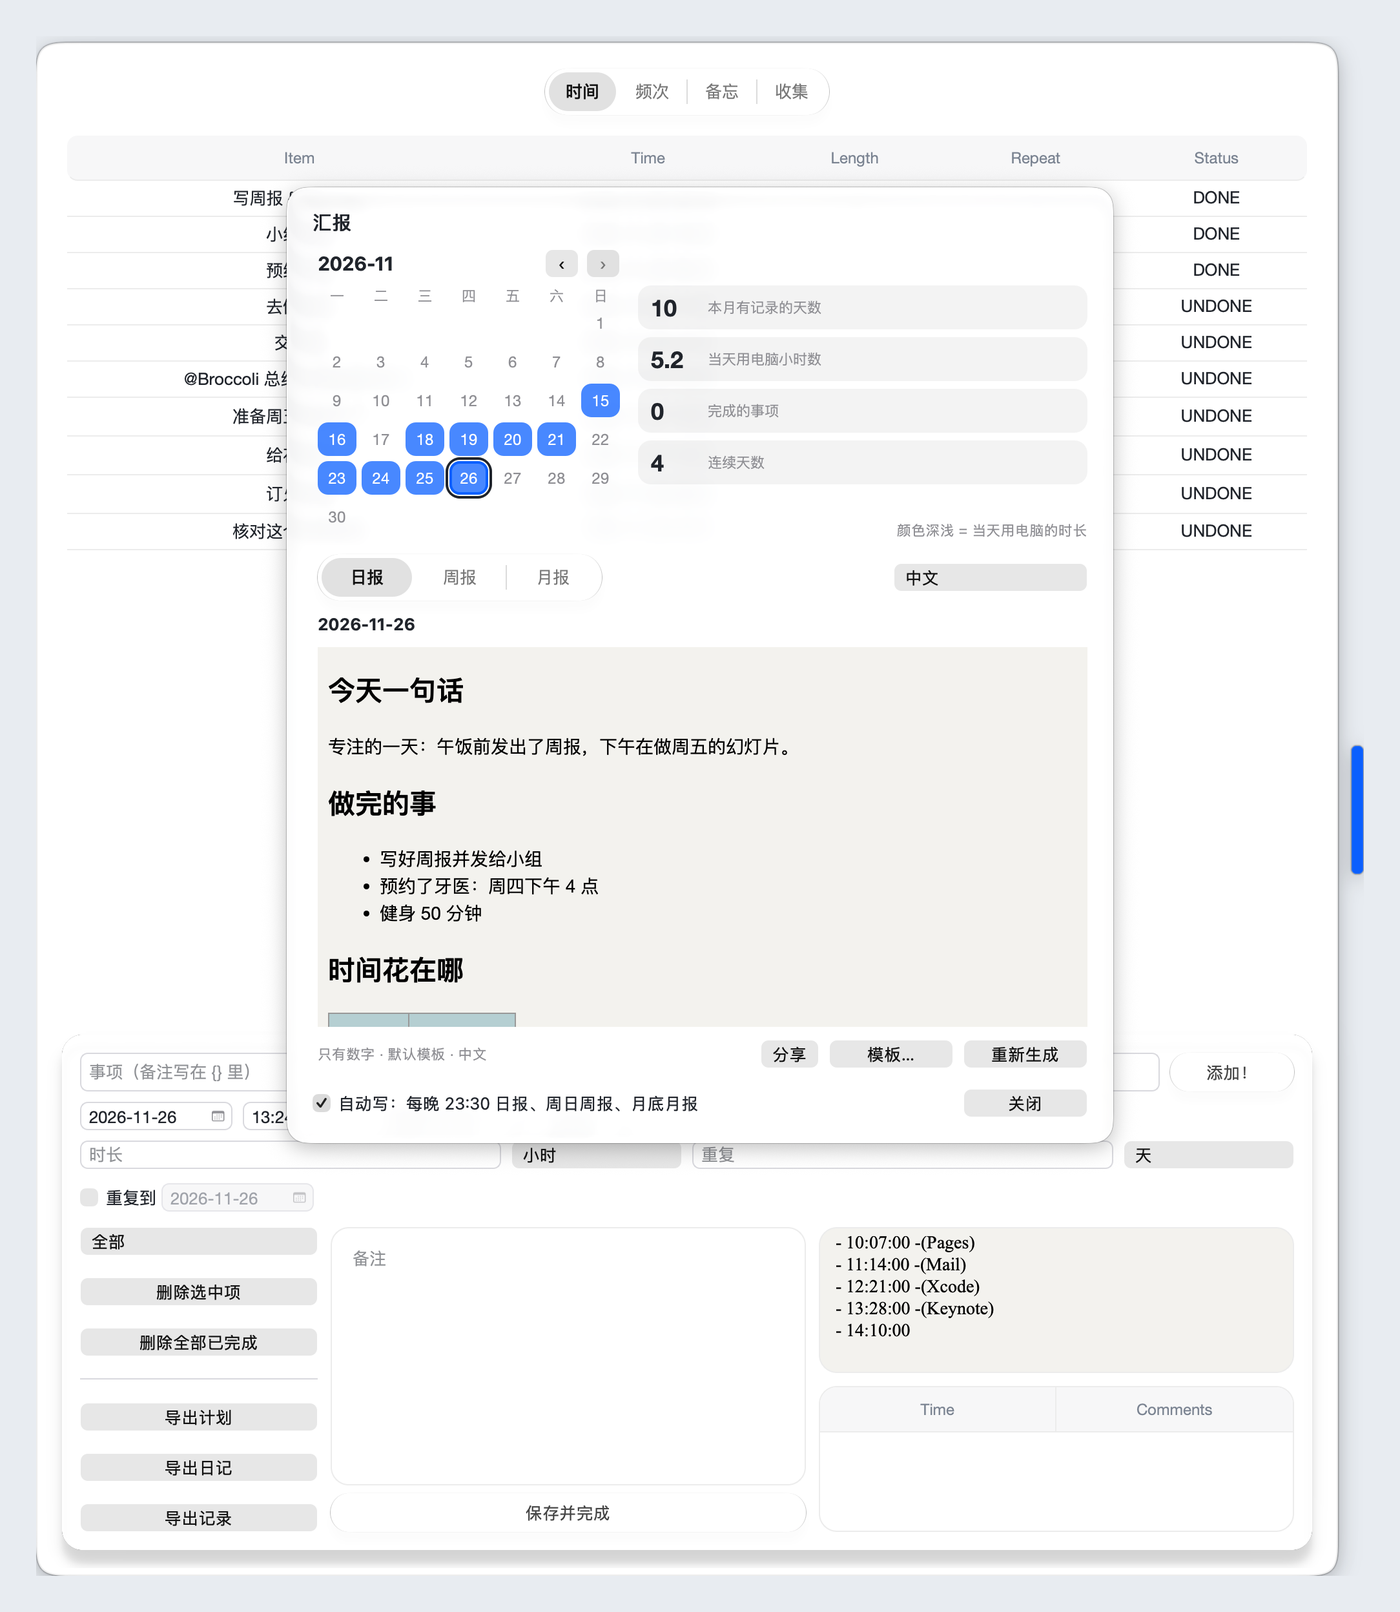 时间 频次 备忘 收集
Item Time Length Repeat Status
写周报 DONE
小 DONE
DONE
UNDONE
UNDONE
@Broccoli UNDONE
准备周 UNDONE
UNDONE
UNDONE
核对这 UNDONE
汇报
2026-11 ‹ ›
一 二 三 四 五 六 日
1
2 3 4 5 6 7 8
9 10 11 12 13 14 15
16 17 18 19 20 21 22
23 24 25 26 27 28 29
30
10 本月有记录的天数
5.2 当天用电脑小时数
0 完成的事项
4 连续天数
颜色深浅 = 当天用电脑的时长
日报 周报 月报 中文
2026-11-26
今天一句话
专注的一天：午饭前发出了周报，下午在做周五的幻灯片。
做完的事
• 写好周报并发给小组
• 预约了牙医：周四下午 4 点
• 健身 50 分钟
时间花在哪
只有数字 · 默认模板 · 中文 分享 模板... 重新生成
自动写：每晚 23:30 日报、周日周报、月底月报 关闭
事项（备注写在 {} 里） 添加！
2026-11-26 13:24
时长 小时 重复 天
重复到 2026-11-26
全部
删除选中项
删除全部已完成
导出计划
导出日记
导出记录
备注
保存并完成
- 10:07:00 -(Pages)
- 11:14:00 -(Mail)
- 12:21:00 -(Xcode)
- 13:28:00 -(Keynote)
- 14:10:00
Time Comments